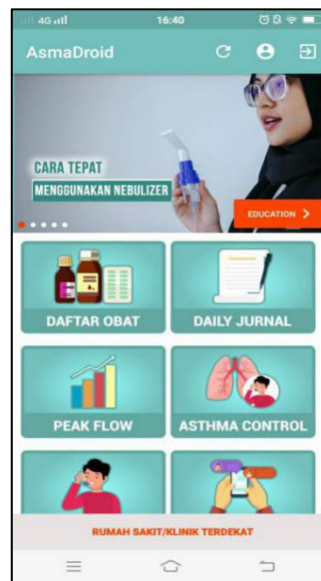 4G 16:40
AsmaDroid
CARA TEPAT
MENGGUNAKAN NEBULIZER
EDUCATION
DAFTAR OBAT
DAILY JURNAL
PEAK FLOW
ASTHMA CONTROL
RUMAH SAKIT/KLINIK TERDEKAT